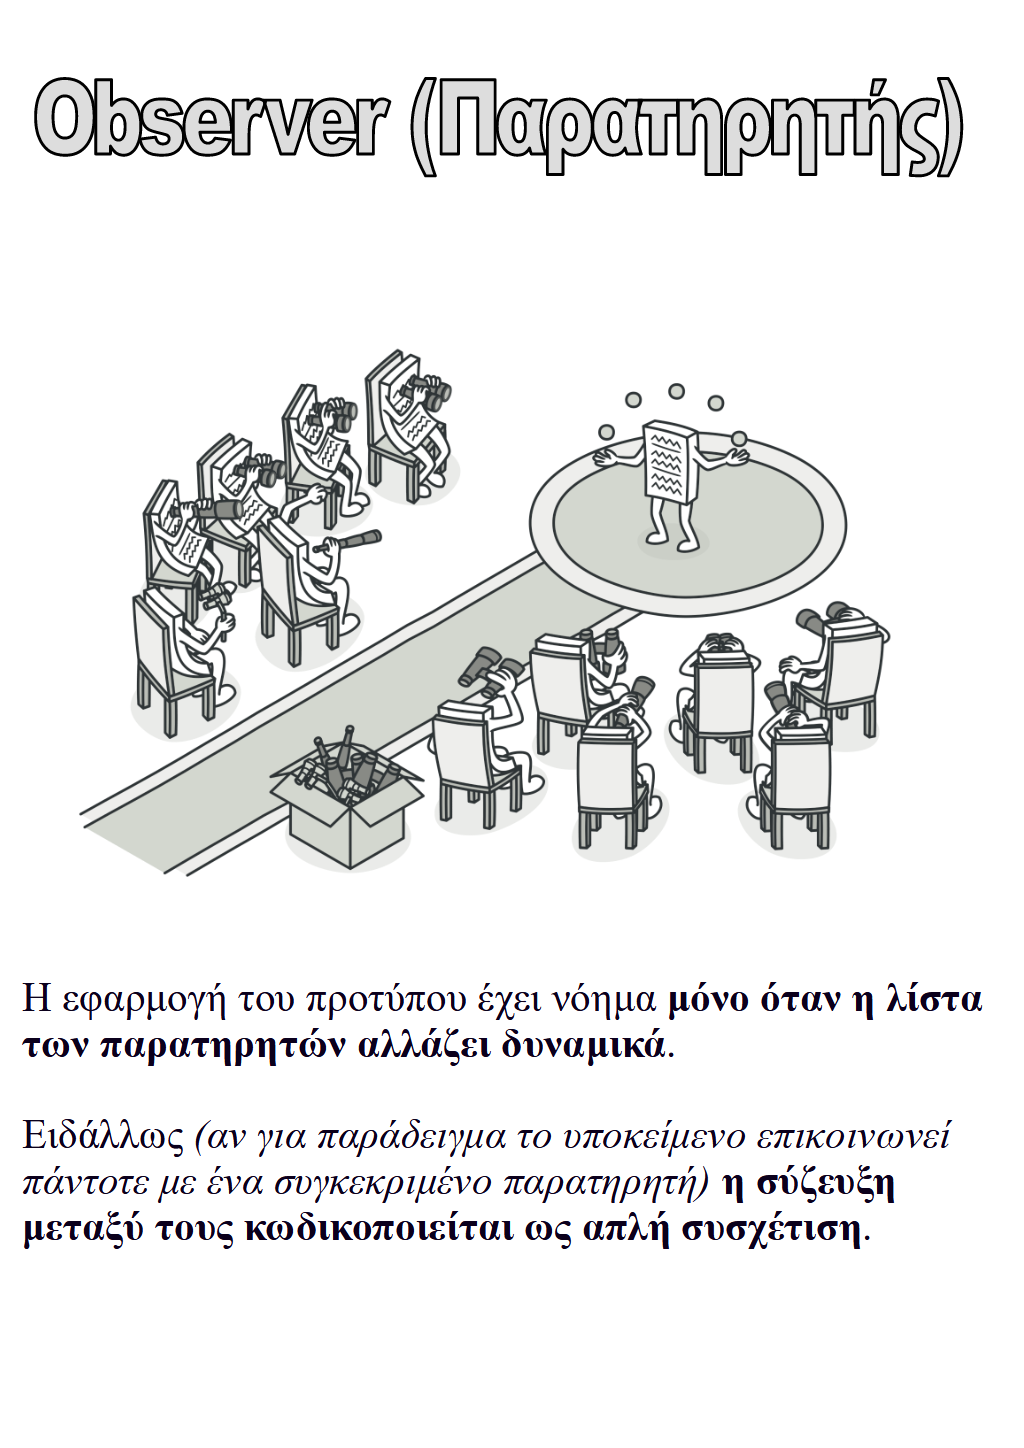 Observer (Παρατηρητής)
Η εφαρμογή του προτύπου έχει νόημα μόνο όταν η λίστα
των παρατηρητών αλλάζει δυναμικά.
Ειδάλλως (αν για παράδειγμα το υποκείμενο επικοινωνεί
πάντοτε με ένα συγκεκριμένο παρατηρητή) η σύζευξη
μεταξύ τους κωδικοποιείται ως απλή συσχέτιση.